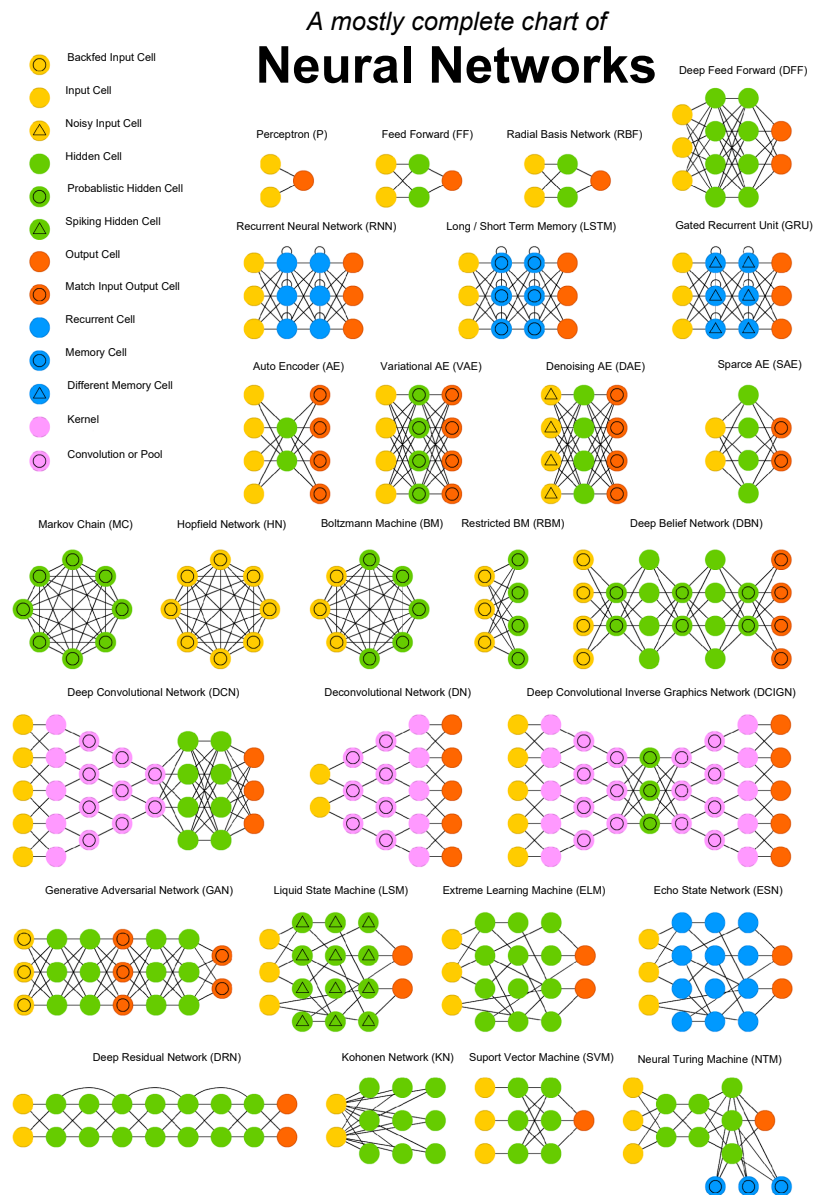 A mostly complete chart of
Neural Networks
Backfed Input Cell
Input Cell
Noisy Input Cell
Hidden Cell
Probablistic Hidden Cell
Spiking Hidden Cell
Output Cell
Match Input Output Cell
Recurrent Cell
Memory Cell
Different Memory Cell
Kernel
Convolution or Pool
Deep Feed Forward (DFF)
Perceptron (P)
Feed Forward (FF)
Radial Basis Network (RBF)
Recurrent Neural Network (RNN)
Long / Short Term Memory (LSTM)
Gated Recurrent Unit (GRU)
Auto Encoder (AE)
Variational AE (VAE)
Denoising AE (DAE)
Sparce AE (SAE)
Markov Chain (MC)
Hopfield Network (HN)
Boltzmann Machine (BM)
Restricted BM (RBM)
Deep Belief Network (DBN)
Deep Convolutional Network (DCN)
Deconvolutional Network (DN)
Deep Convolutional Inverse Graphics Network (DCIGN)
Generative Adversarial Network (GAN)
Liquid State Machine (LSM)
Extreme Learning Machine (ELM)
Echo State Network (ESN)
Deep Residual Network (DRN)
Kohonen Network (KN)
Suport Vector Machine (SVM)
Neural Turing Machine (NTM)